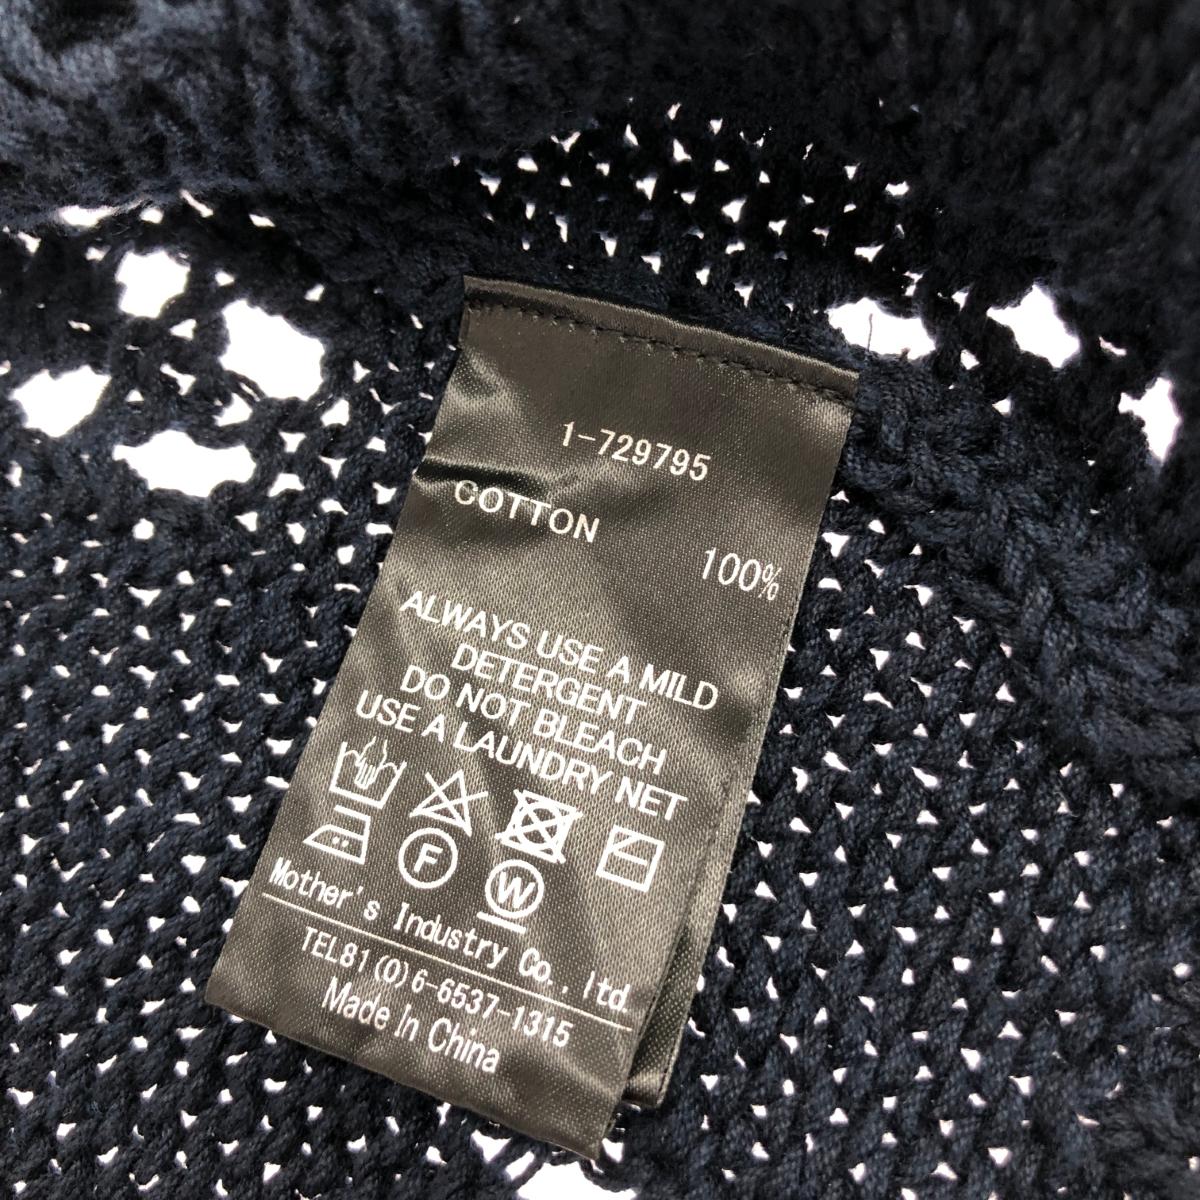 1-729795
COTTON
100%
ALWAYS USE A MILD
DETERGENT
DO NOT BLEACH
USE A LAUNDRY NET
F
W
Mother's Industry Co., ltd.
TEL81(0)6-6537-1315
Made In China